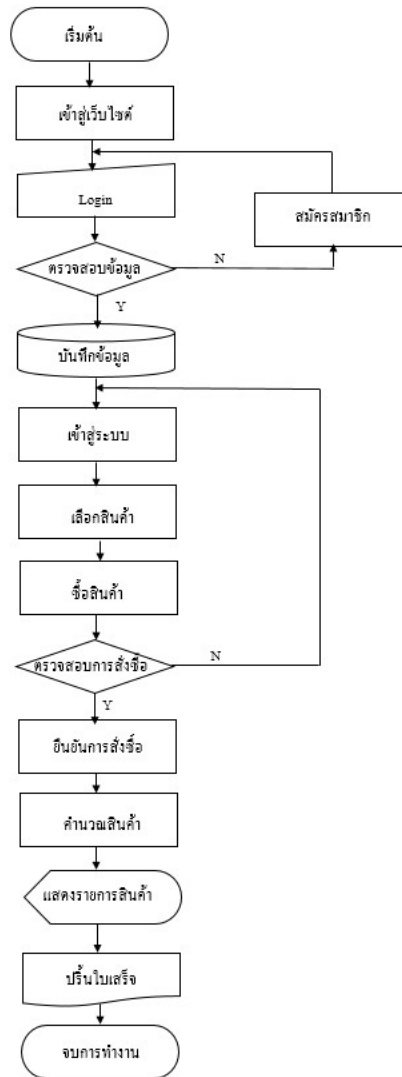 เริ่มต้น
เข้าสู่เว็บไซต์
Login
สมัครสมาชิก
ตรวจสอบข้อมูล
N
Y
บันทึกข้อมูล
เข้าสู่ระบบ
เลือกสินค้า
ซื้อสินค้า
ตรวจสอบการสั่งซื้อ
N
Y
ยืนยันการสั่งซื้อ
คำนวณสินค้า
แสดงรายการสินค้า
ปริ้นใบเสร็จ
จบการทำงาน